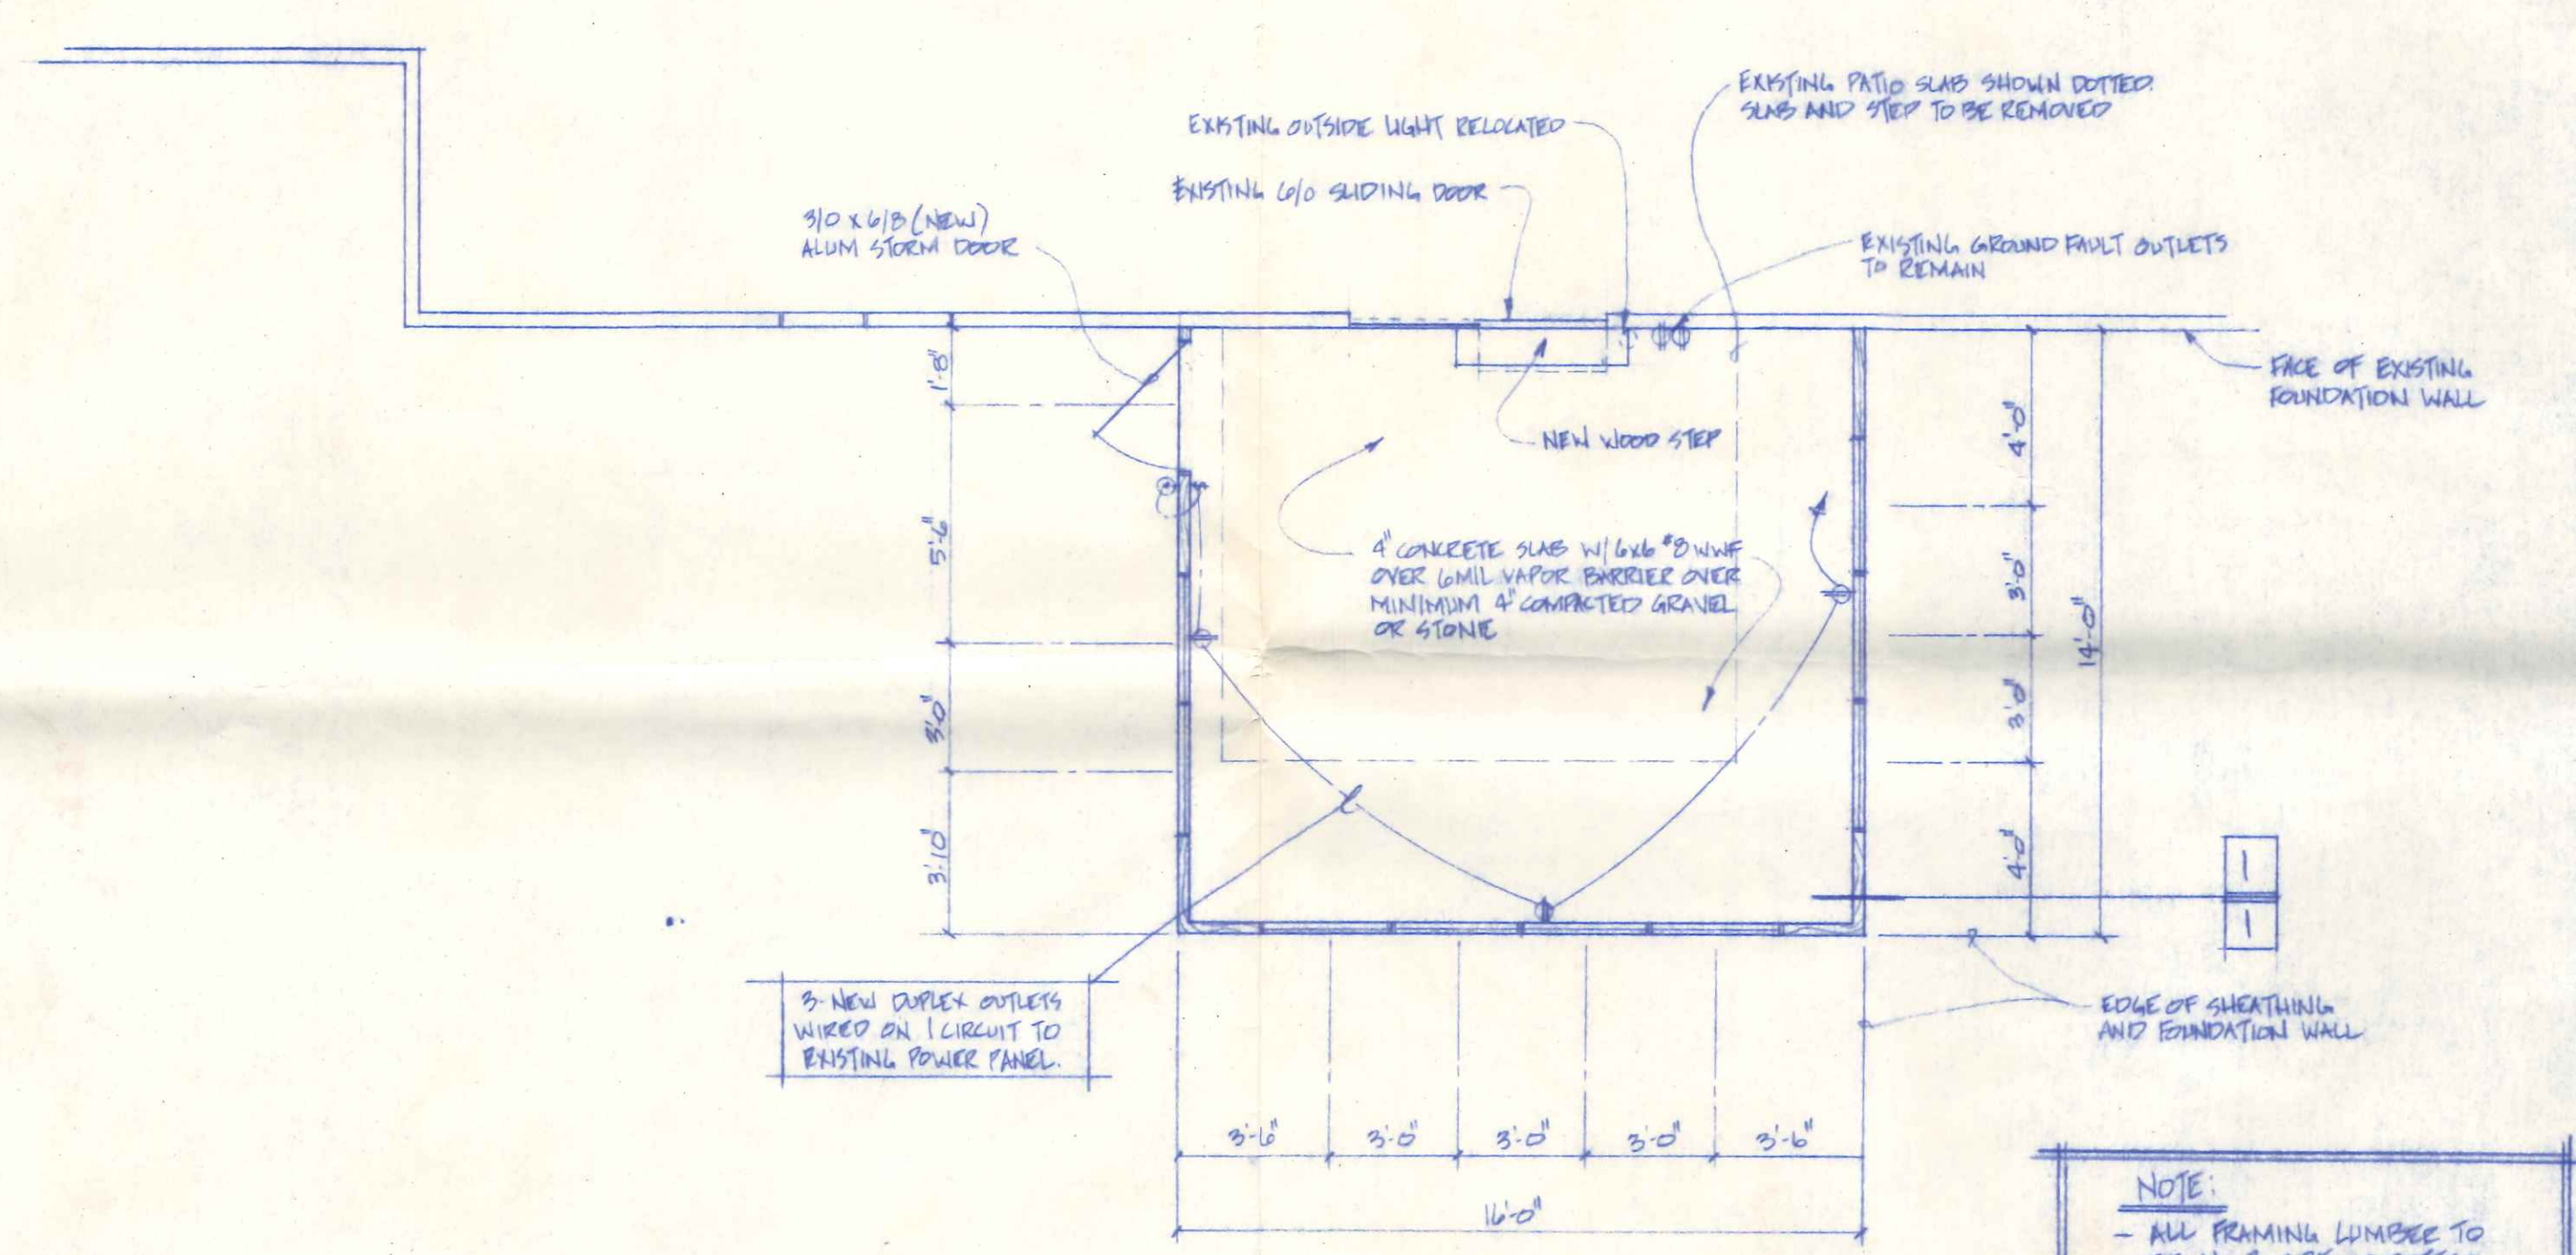 EXISTING PATIO SLAB SHOWN DOTTED.
SLAB AND STEP TO BE REMOVED
EXISTING OUTSIDE LIGHT RELOCATED
EXISTING 6/0 SLIDING DOOR
3/0 X 6/8 (NEW)
ALUM STORM DOOR
EXISTING GROUND FAULT OUTLETS
TO REMAIN
FACE OF EXISTING
FOUNDATION WALL
NEW WOOD STEP
4" CONCRETE SLAB W/ 6X6 #8 WWF
OVER 6MIL VAPOR BARRIER OVER
MINIMUM 4" COMPACTED GRAVEL
OR STONE
1'-8"
5'-6"
3'-0"
3'-10"
4'-0"
3'-0"
3'-0"
4'-0"
14'-0"
1
1
3-NEW DUPLEX OUTLETS
WIRED ON 1 CIRCUIT TO
EXISTING POWER PANEL.
EDGE OF SHEATHING
AND FOUNDATION WALL
3'-6" 3'-0" 3'-0" 3'-0" 3'-6"
16'-0"
NOTE:
- ALL FRAMING LUMBER TO